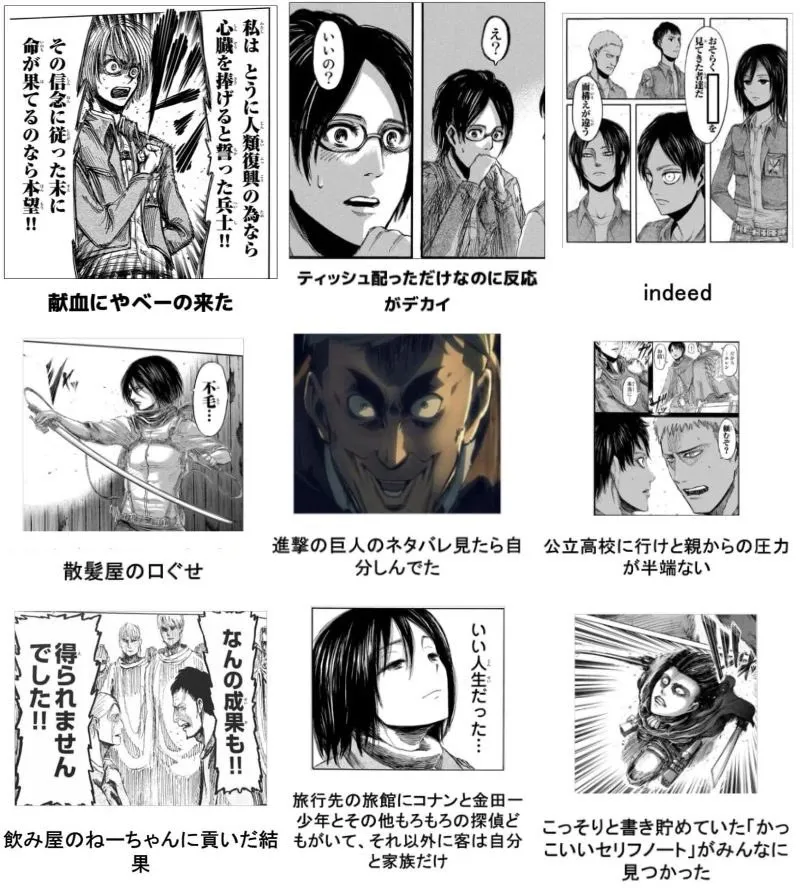 私は とうに人類復興の為なら
心臓を捧げると誓った兵士!!
その信念に従った末に
命が果てるのなら本望!!
献血にやべーの来た
え?
いいの?
ティッシュ配っただけなのに反応
がデカイ
おそらく
を
見てきた者達だ
面構えが違う
indeed
不毛…
散髪屋の口ぐせ
進撃の巨人のネタバレ見たら自
分しんでた
だから
エレン
頼むぞ?
公立高校に行けと親からの圧力
が半端ない
なんの成果も!!
得られません
でした!!
飲み屋のねーちゃんに貢いだ結
果
いい人生だった…
旅行先の旅館にコナンと金田一
少年とその他もろもろの探偵ど
もがいて、それ以外に客は自分
と家族だけ
こっそりと書き貯めていた「かっ
こいいセリフノート」がみんなに
見つかった